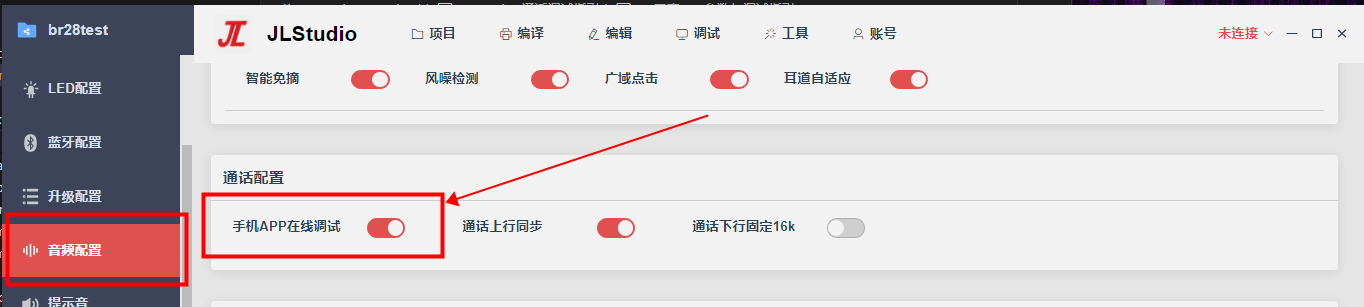 br28test
JL JLStudio 项目 编译 编辑 调试 工具 账号 未连接
LED配置
蓝牙配置
升级配置
音频配置
提示音
智能免摘 风噪检测 广域点击 耳道自适应
通话配置
手机APP在线调试 通话上行同步 通话下行固定16k